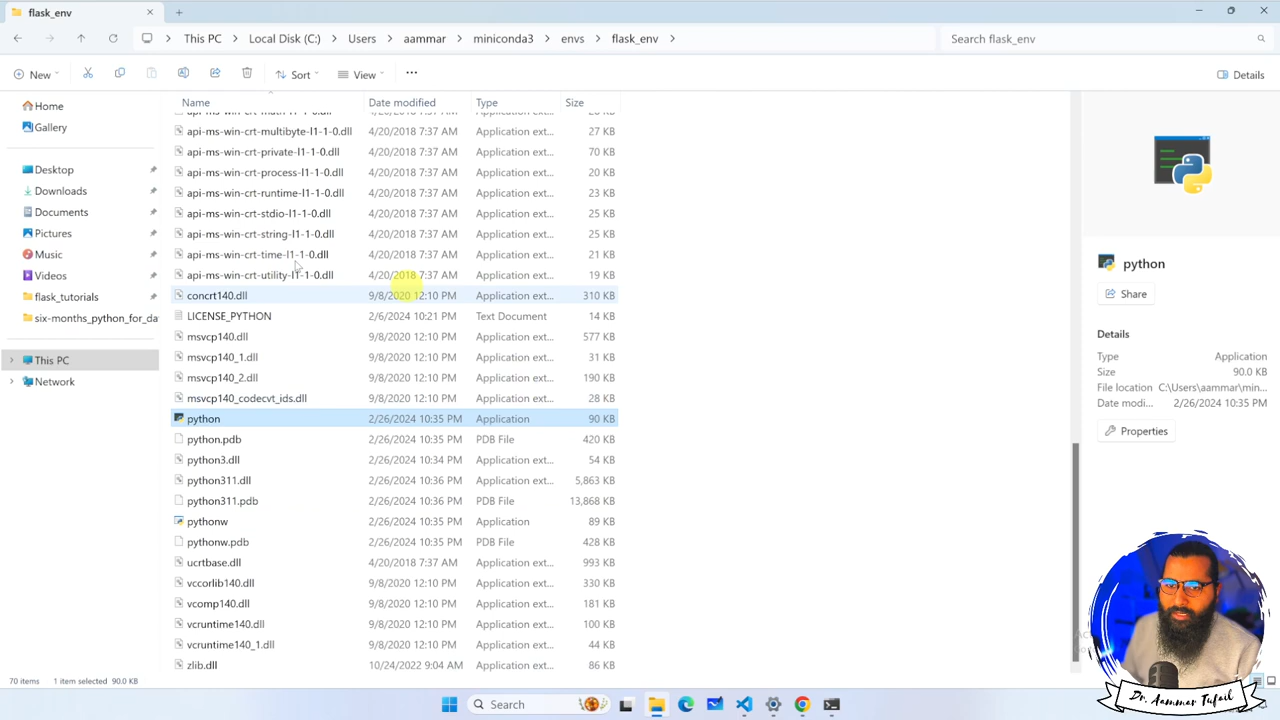 flask_env
This PC > Local Disk (C:) > Users > aammar > miniconda3 > envs > flask_env >
Search flask_env
New
Sort
View
Details
Home
Gallery
Desktop
Downloads
Documents
Pictures
Music
Videos
flask_tutorials
six-months_python_for_da
This PC
Network
Name Date modified Type Size
api-ms-win-crt-multibyte-l1-1-0.dll 4/20/2018 7:37 AM Application ext... 27 KB
api-ms-win-crt-private-l1-1-0.dll 4/20/2018 7:37 AM Application ext... 70 KB
api-ms-win-crt-process-l1-1-0.dll 4/20/2018 7:37 AM Application ext... 20 KB
api-ms-win-crt-runtime-l1-1-0.dll 4/20/2018 7:37 AM Application ext... 23 KB
api-ms-win-crt-stdio-l1-1-0.dll 4/20/2018 7:37 AM Application ext... 25 KB
api-ms-win-crt-string-l1-1-0.dll 4/20/2018 7:37 AM Application ext... 25 KB
api-ms-win-crt-time-l1-1-0.dll 4/20/2018 7:37 AM Application ext... 21 KB
api-ms-win-crt-utility-l1-1-0.dll 4/20/2018 7:37 AM Application ext... 19 KB
concrt140.dll 9/8/2020 12:10 PM Application ext... 310 KB
LICENSE_PYTHON 2/6/2024 10:21 PM Text Document 14 KB
msvcp140.dll 9/8/2020 12:10 PM Application ext... 577 KB
msvcp140_1.dll 9/8/2020 12:10 PM Application ext... 31 KB
msvcp140_2.dll 9/8/2020 12:10 PM Application ext... 190 KB
msvcp140_codecvt_ids.dll 9/8/2020 12:10 PM Application ext... 28 KB
python 2/26/2024 10:35 PM Application 90 KB
python.pdb 2/26/2024 10:35 PM PDB File 420 KB
python3.dll 2/26/2024 10:34 PM Application ext... 54 KB
python311.dll 2/26/2024 10:36 PM Application ext... 5,863 KB
python311.pdb 2/26/2024 10:36 PM PDB File 13,868 KB
pythonw 2/26/2024 10:35 PM Application 89 KB
pythonw.pdb 2/26/2024 10:35 PM PDB File 428 KB
ucrtbase.dll 4/20/2018 7:37 AM Application ext... 993 KB
vccorlib140.dll 9/8/2020 12:10 PM Application ext... 330 KB
vcomp140.dll 9/8/2020 12:10 PM Application ext... 181 KB
vcruntime140.dll 9/8/2020 12:10 PM Application ext... 100 KB
vcruntime140_1.dll 9/8/2020 12:10 PM Application ext... 44 KB
zlib.dll 10/24/2022 9:04 AM Application ext... 86 KB
python
Share
Details
Type Application
Size 90.0 KB
File location C:\Users\aammar\min...
Date modi... 2/26/2024 10:35 PM
Properties
70 items 1 item selected 90.0 KB
Search
Dr. Aammar Tufail